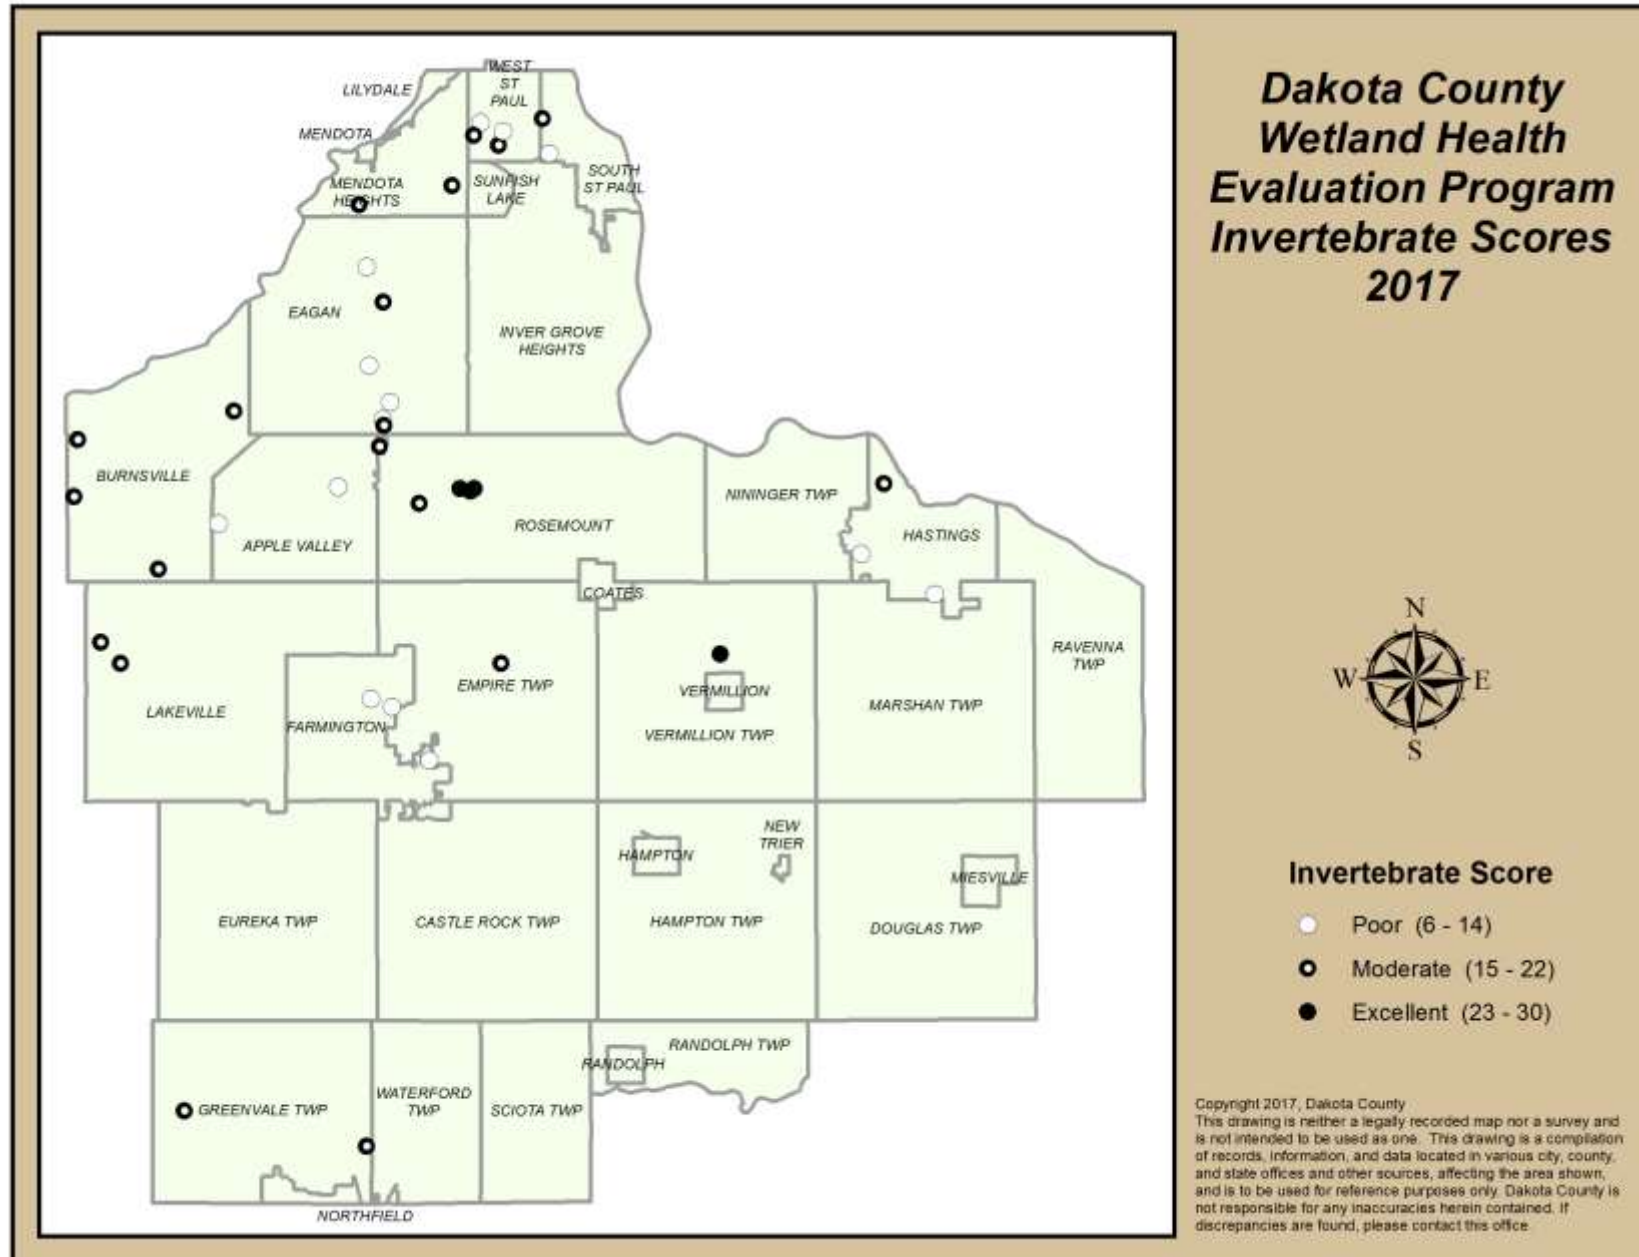 Dakota County
Wetland Health
Evaluation Program
Invertebrate Scores
2017
WEST
ST
PAUL
LILYDALE
MENDOTA
MENDOTA
HEIGHTS
SUNFISH
LAKE
SOUTH
ST PAUL
EAGAN
INVER GROVE
HEIGHTS
BURNSVILLE
APPLE VALLEY
ROSEMOUNT
NININGER TWP
HASTINGS
COATES
RAVENNA
TWP
LAKEVILLE
FARMINGTON
EMPIRE TWP
VERMILLION
VERMILLION TWP
MARSHAN TWP
HAMPTON
NEW
TRIER
MIESVILLE
EUREKA TWP
CASTLE ROCK TWP
HAMPTON TWP
DOUGLAS TWP
RANDOLPH TWP
RANDOLPH
GREENVALE TWP
WATERFORD
TWP
SCIOTA TWP
NORTHFIELD
N
W
E
S
Invertebrate Score
Poor (6 - 14)
Moderate (15 - 22)
Excellent (23 - 30)
Copyright 2017, Dakota County
This drawing is neither a legally recorded map nor a survey and
is not intended to be used as one. This drawing is a compilation
of records, information, and data located in various city, county,
and state offices and other sources, affecting the area shown,
and is to be used for reference purposes only. Dakota County is
not responsible for any inaccuracies herein contained. If
discrepancies are found, please contact this office